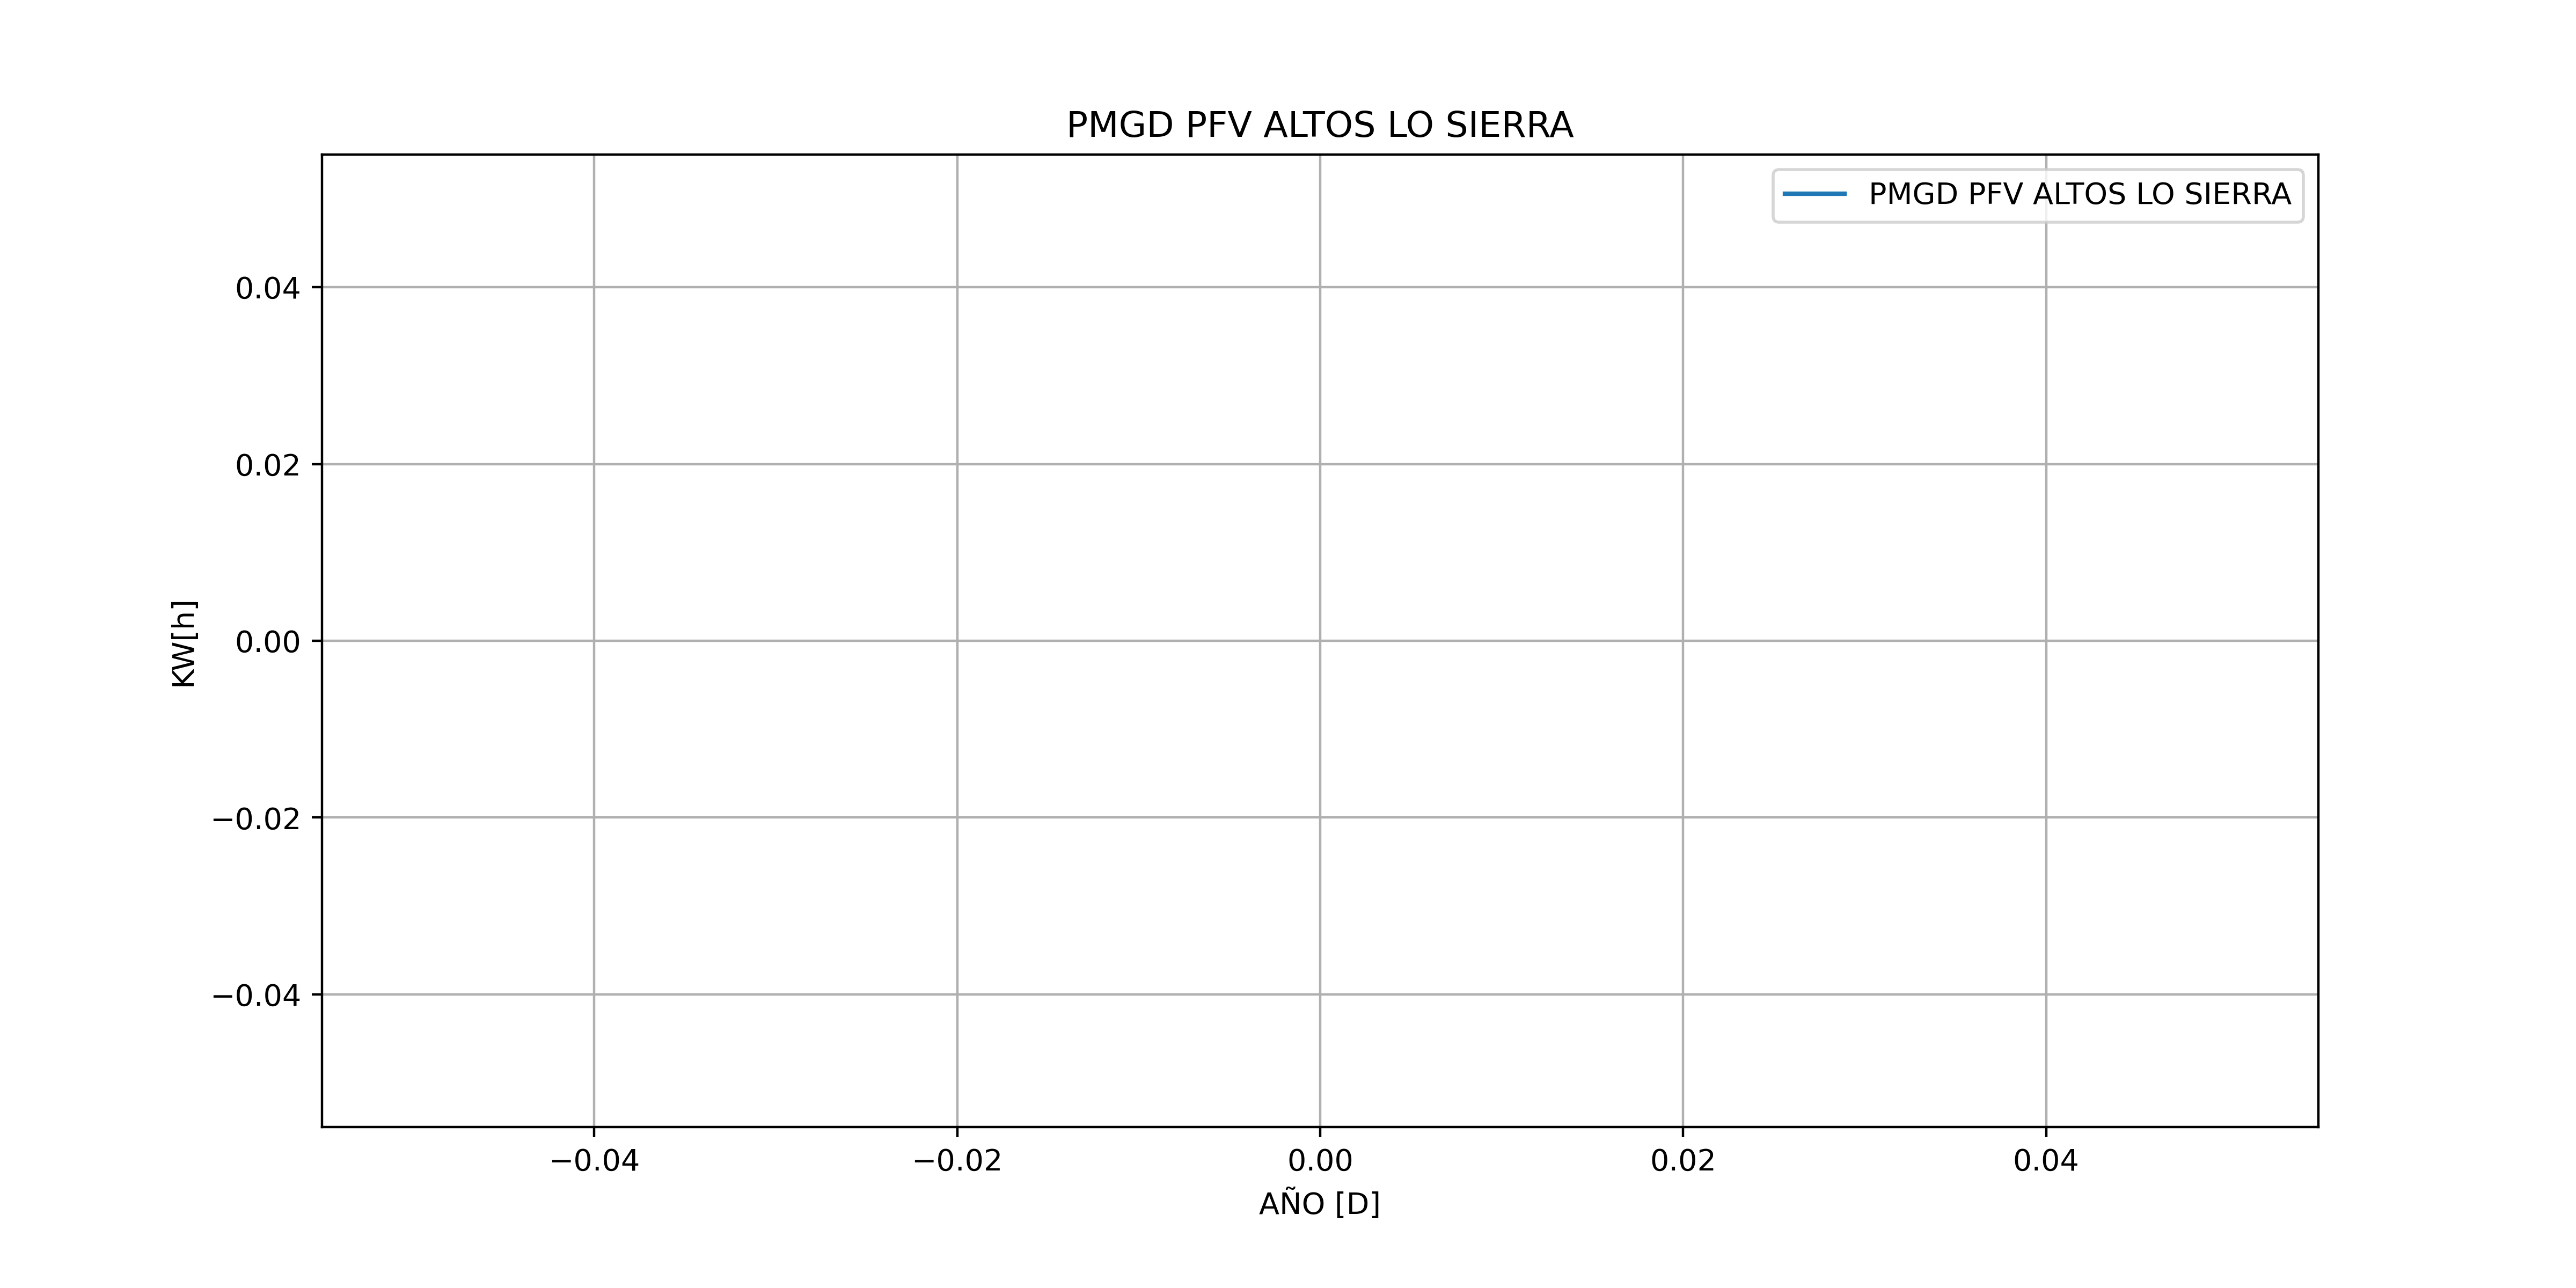 PMGD PFV ALTOS LO SIERRA
PMGD PFV ALTOS LO SIERRA
0.04
0.02
0.00
−0.02
−0.04
KW[h]
−0.04 −0.02 0.00 0.02 0.04
AÑO [D]